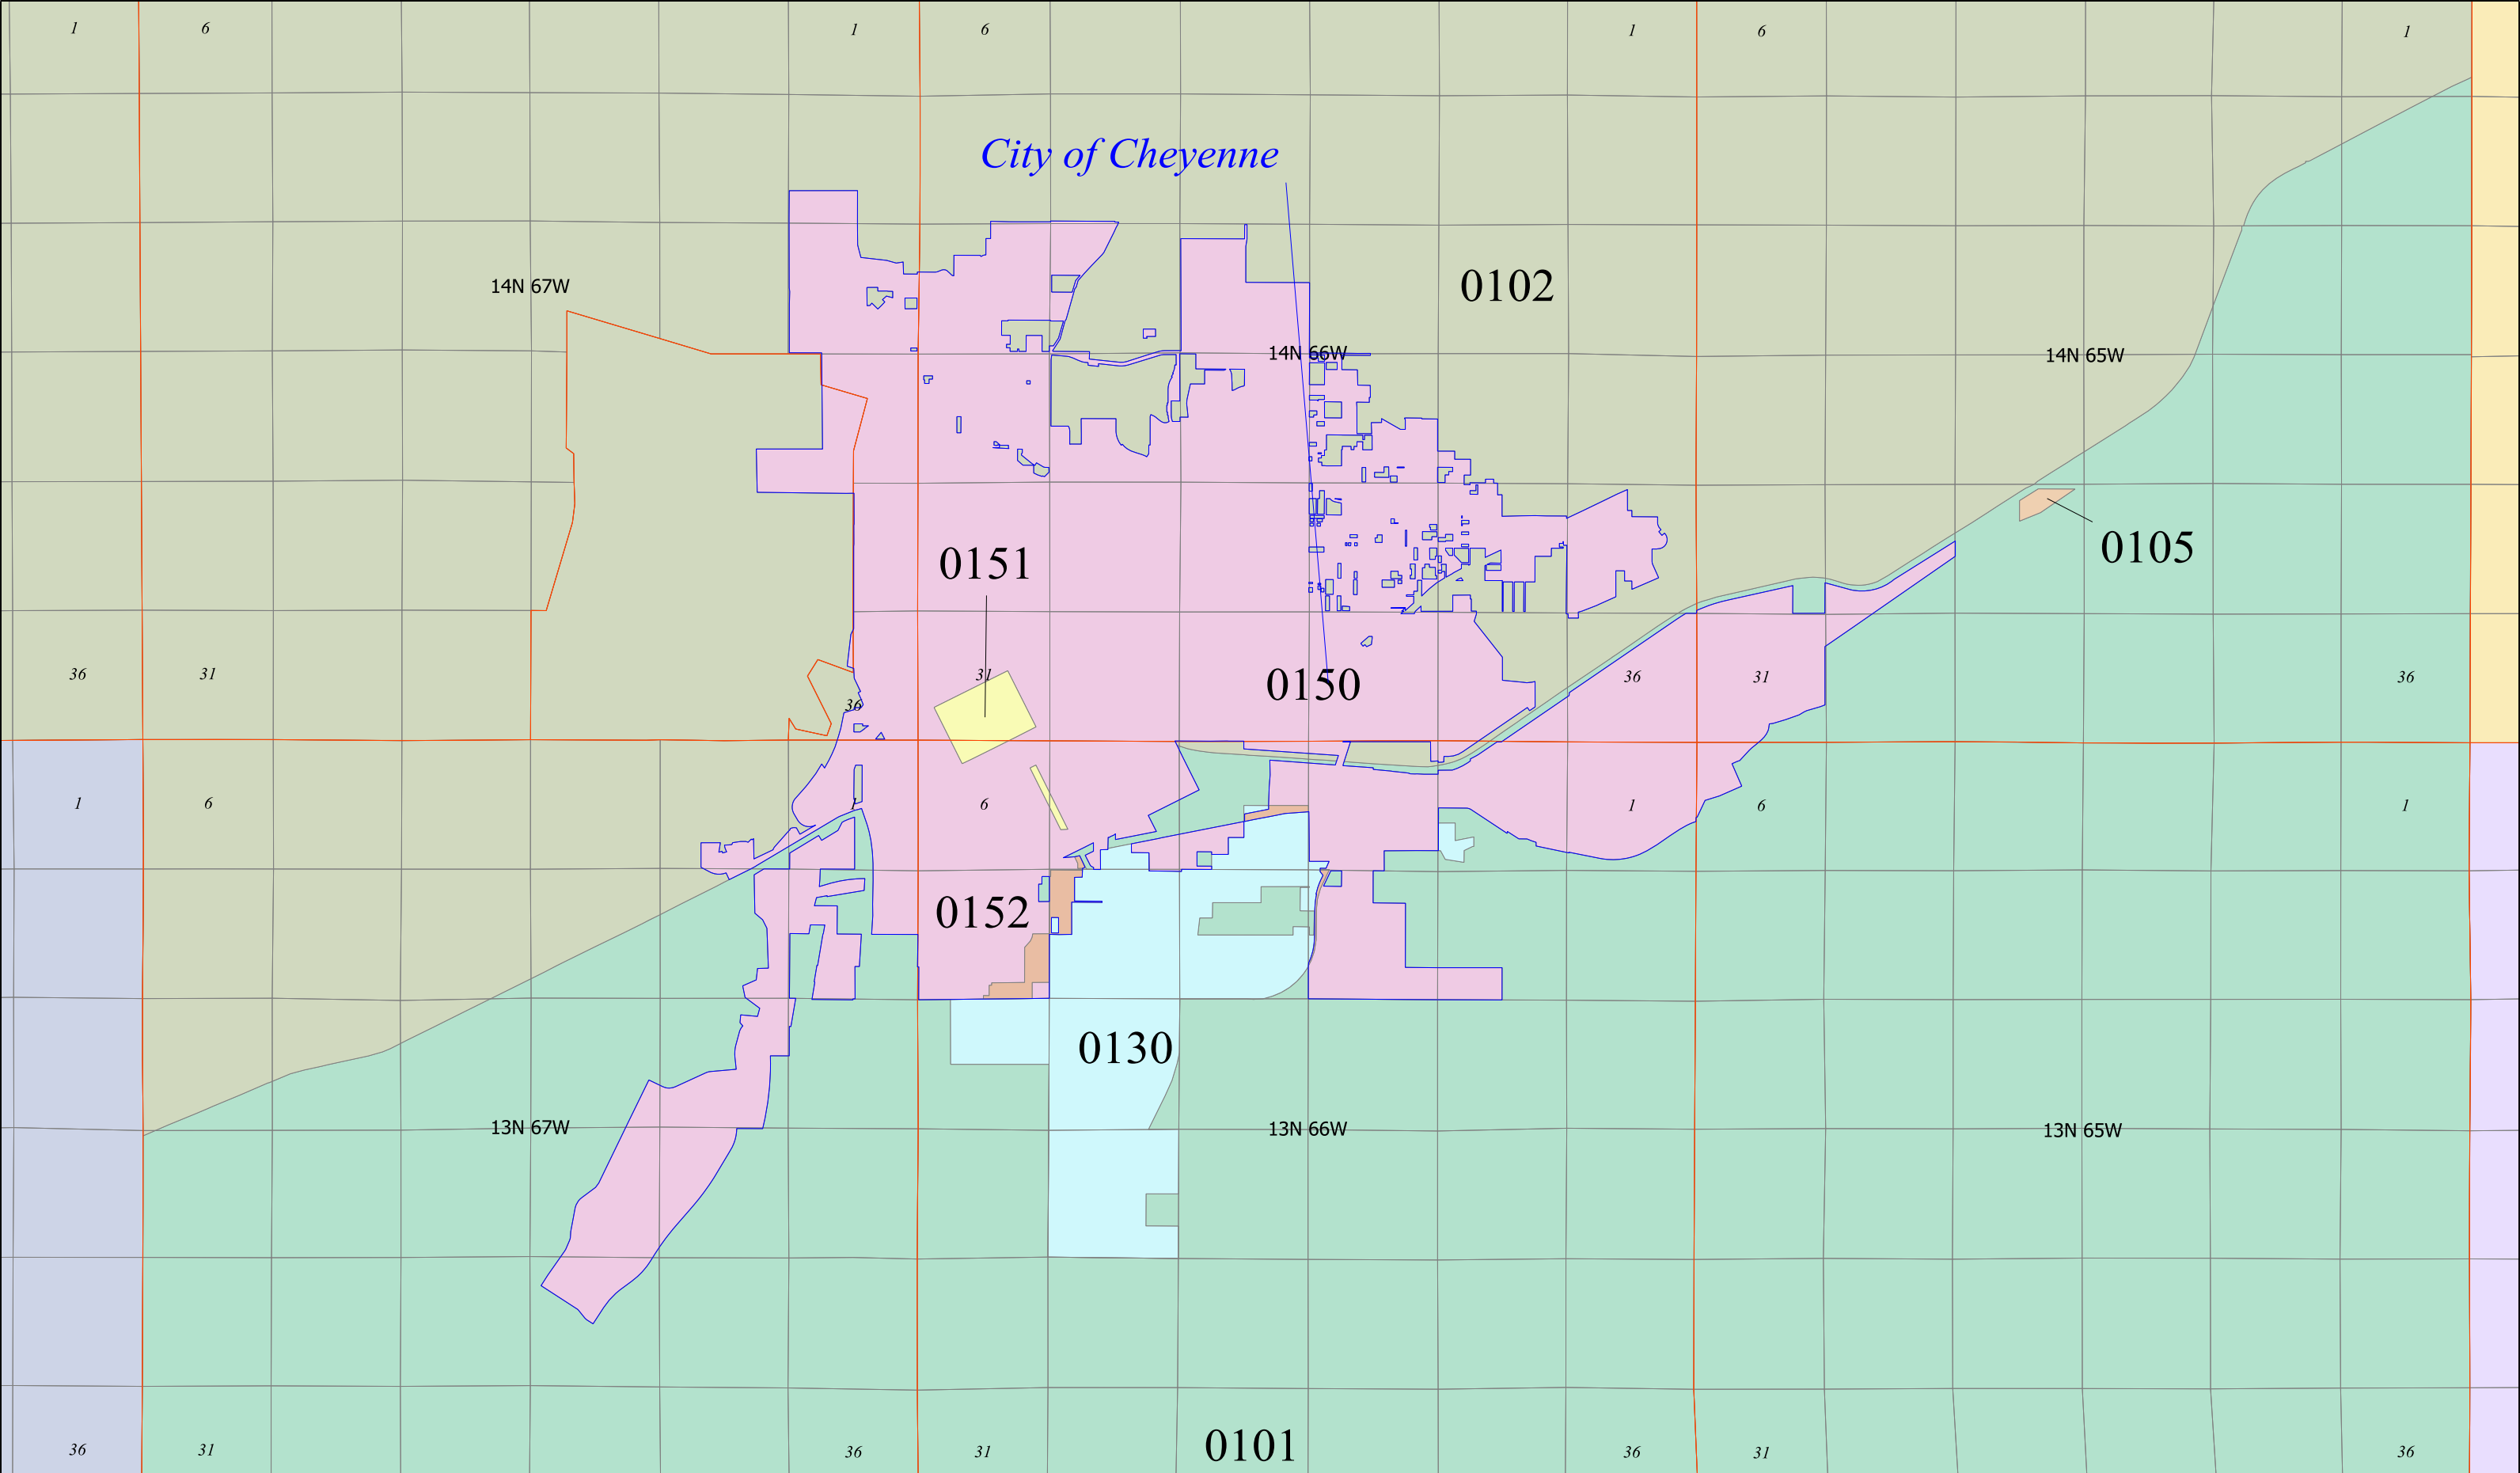 1 6 1 6 1 6 1
City of Cheyenne
14N 67W
0102
14N 66W
14N 65W
0151
0105
36 31 31 0150 36 31 36
36
1 6 1 6 1 6 1
0152
0130
13N 67W
13N 66W
13N 65W
36 31 36 31 0101 36 31 36